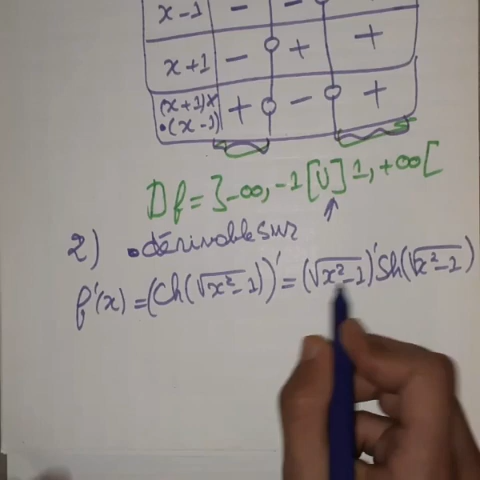 x-1 - - +
x+1 - + +
(x+1)x + - +
•(x-1)
Df = ]-∞, -1[U]1, +∞[
2) •dérivable sur ↑
f'(x) = (Ch(√x²-1))' = (√x²-1)'Sh(√x²-1)